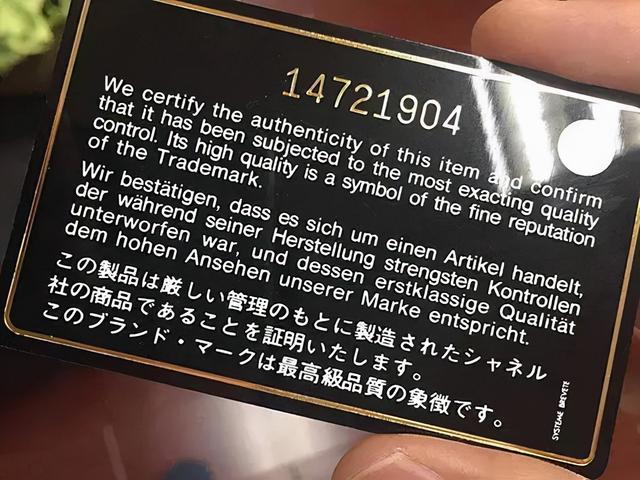 14721904
We certify the authenticity of this item and confirm
that it has been subjected to the most exacting quality
control. Its high quality is a symbol of the fine reputation
of the Trademark.
Wir bestätigen, dass es sich um einen Artikel handelt,
der während seiner Herstellung strengsten Kontrollen
unterworfen war, und dessen erstklassige Qualität
dem hohen Ansehen unserer Marke entspricht.
この製品は厳しい管理のもとに製造されたシャネル
社の商品であることを証明いたします。
このブランド・マークは最高級品質の象徴です。
SYSTEME BREVETE